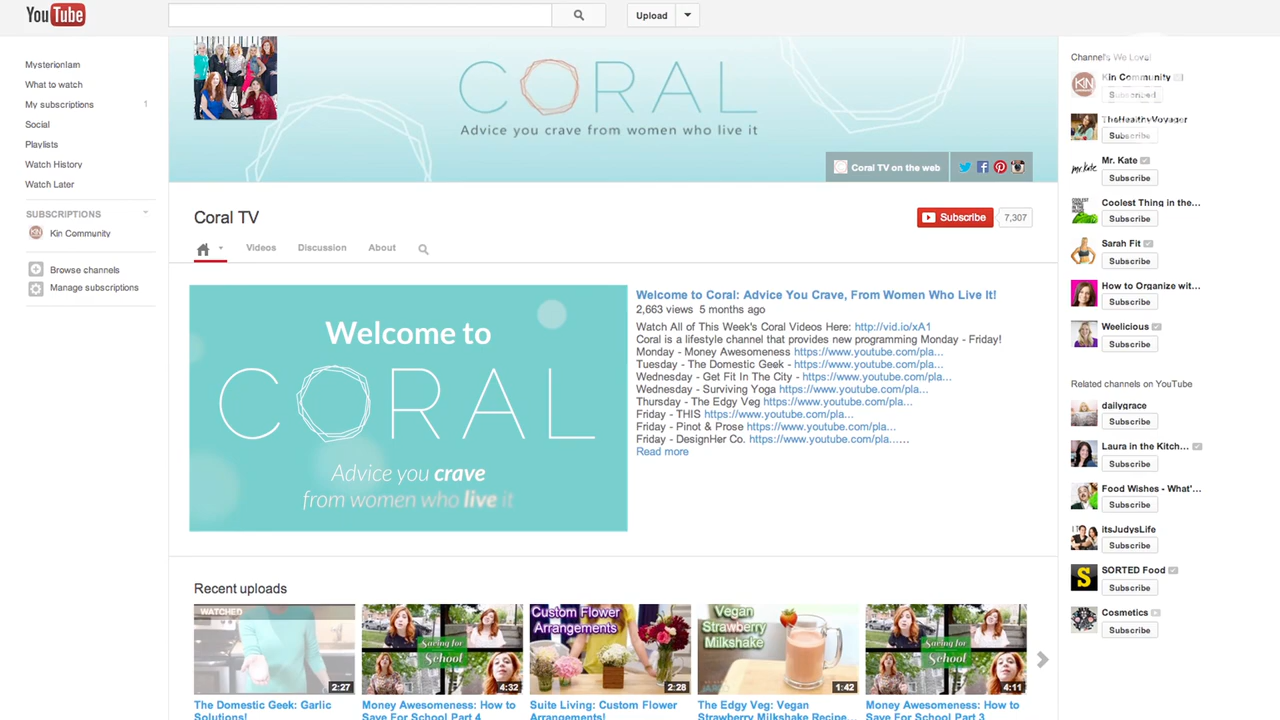 YouTube
Upload
Mysterionlam
What to watch
My subscriptions 1
Social
Playlists
Watch History
Watch Later
SUBSCRIPTIONS
Kin Community
Browse channels
Manage subscriptions
CORAL
Advice you crave from women who live it
Coral TV on the web
Coral TV
Subscribe 7,307
Videos Discussion About
Welcome to
CORAL
Advice you crave
from women who live it
Welcome to Coral: Advice You Crave, From Women Who Live It!
2,663 views 5 months ago
Watch All of This Week's Coral Videos Here: http://vid.io/xA1
Coral is a lifestyle channel that provides new programming Monday - Friday!
Monday - Money Awesomeness https://www.youtube.com/pla...
Tuesday - The Domestic Geek - https://www.youtube.com/pla...
Wednesday - Get Fit In The City - https://www.youtube.com/pla...
Wednesday - Surviving Yoga https://www.youtube.com/pla...
Thursday - The Edgy Veg https://www.youtube.com/pla...
Friday - THIS https://www.youtube.com/pla...
Friday - Pinot & Prose https://www.youtube.com/pla...
Friday - DesignHer Co. https://www.youtube.com/pla......
Read more
Recent uploads
WATCHED
2:27
The Domestic Geek: Garlic
Solutions!
Saving for
School
4:32
Money Awesomeness: How to
Save For School Part 4
Custom Flower
Arrangements
2:28
Suite Living: Custom Flower
Arrangements!
Vegan
Strawberry
Milkshake
1:42
The Edgy Veg: Vegan
Strawberry Milkshake Recipe...
Saving for
School
4:11
Money Awesomeness: How to
Save For School Part 3
Channels We Love!
KIN
Kin Community
Subscribed
TheHealthyVoyager
Subscribe
mr. kate
Mr. Kate
Subscribe
COOLEST
THING
IN THE
Coolest Thing in the...
Subscribe
Sarah Fit
Subscribe
How to Organize wit...
Subscribe
Weelicious
Subscribe
Related channels on YouTube
dailygrace
Subscribe
Laura in the Kitch...
Subscribe
Food Wishes - What'...
Subscribe
itsJudysLife
Subscribe
S
SORTED Food
Subscribe
Cosmetics
Subscribe